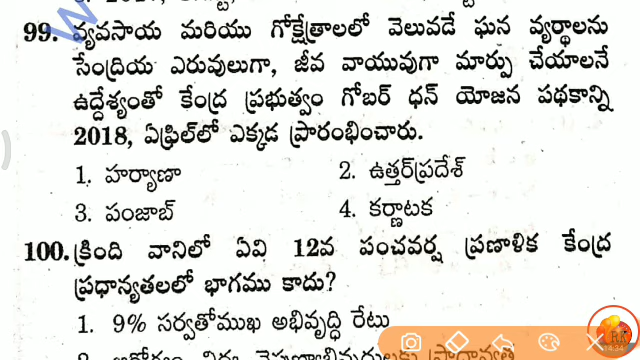 99. వ్యవసాయ మరియు గోక్షేత్రాలలో వెలువడే ఘన వ్యర్థాలను
సేంద్రియ ఎరువులుగా, జీవ వాయువుగా మార్పు చేయాలనే
ఉద్దేశ్యంతో కేంద్ర ప్రభుత్వం గోబర్ ధన్ యోజన పథకాన్ని
2018, ఏప్రిల్‌లో ఎక్కడ ప్రారంభించారు.
1. హర్యాణా 2. ఉత్తర్‌ప్రదేశ్
3. పంజాబ్ 4. కర్ణాటక
100. క్రింది వానిలో ఏవి 12వ పంచవర్ష ప్రణాళిక కేంద్ర
ప్రధాన్యతలలో భాగము కాదు?
1. 9% సర్వతోముఖ అభివృద్ధి రేటు